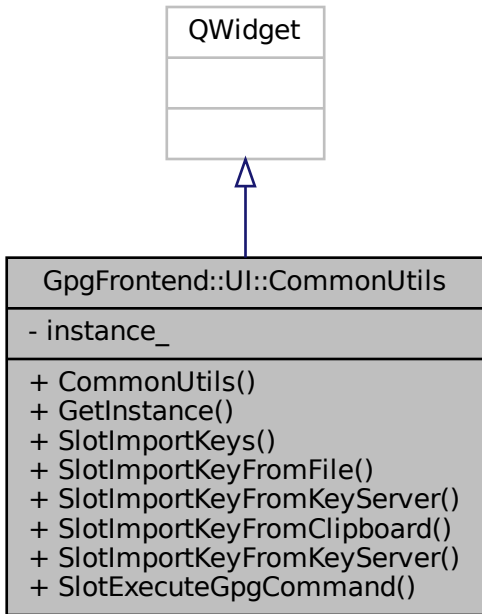 QWidget
GpgFrontend::UI::CommonUtils
- instance_
+ CommonUtils()
+ GetInstance()
+ SlotImportKeys()
+ SlotImportKeyFromFile()
+ SlotImportKeyFromKeyServer()
+ SlotImportKeyFromClipboard()
+ SlotImportKeyFromKeyServer()
+ SlotExecuteGpgCommand()